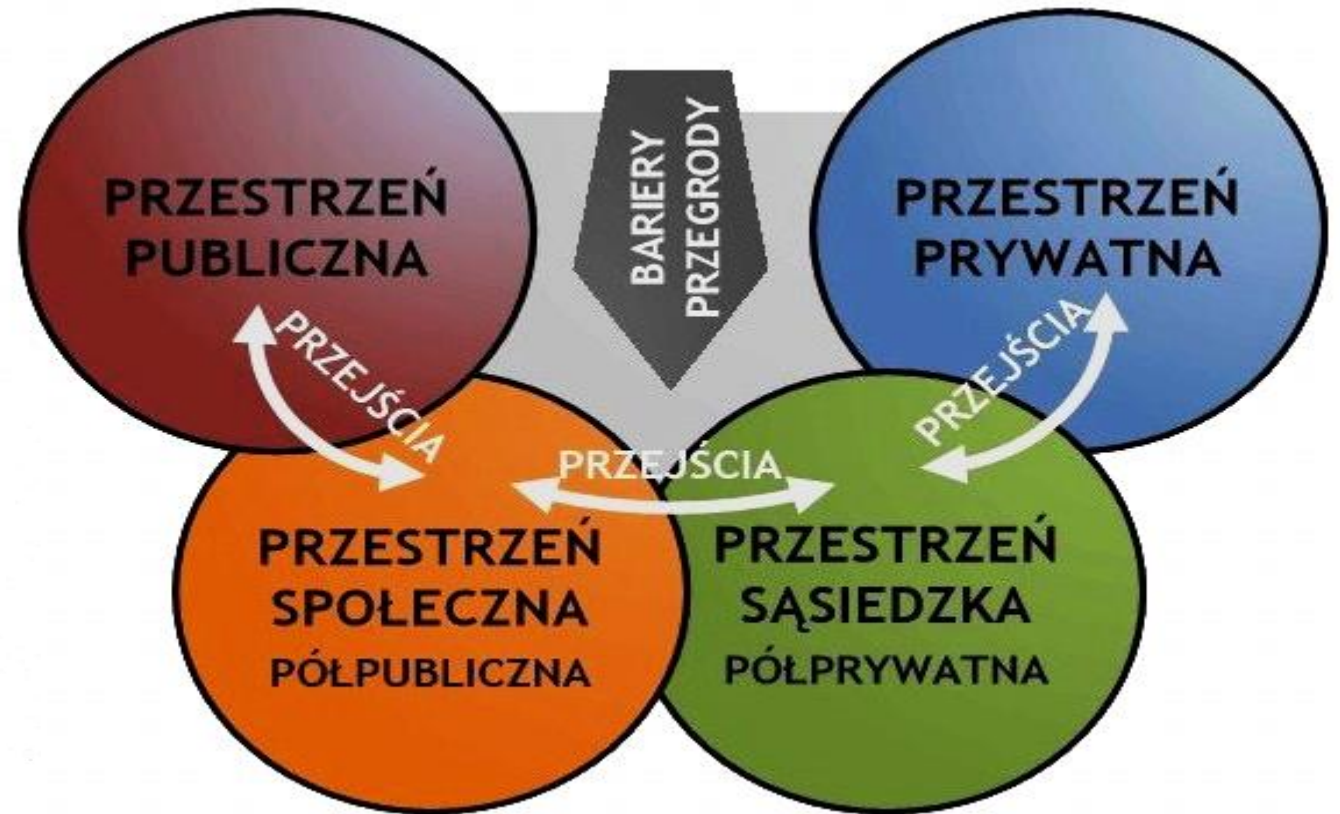 PRZESTRZEŃ
PUBLICZNA
BARIERY
PRZEGRODY
PRZESTRZEŃ
PRYWATNA
PRZEJŚCIA
PRZEJŚCIA
PRZEJŚCIA
PRZESTRZEŃ
SPOŁECZNA
PÓŁPUBLICZNA
PRZESTRZEŃ
SĄSIEDZKA
PÓŁPRYWATNA